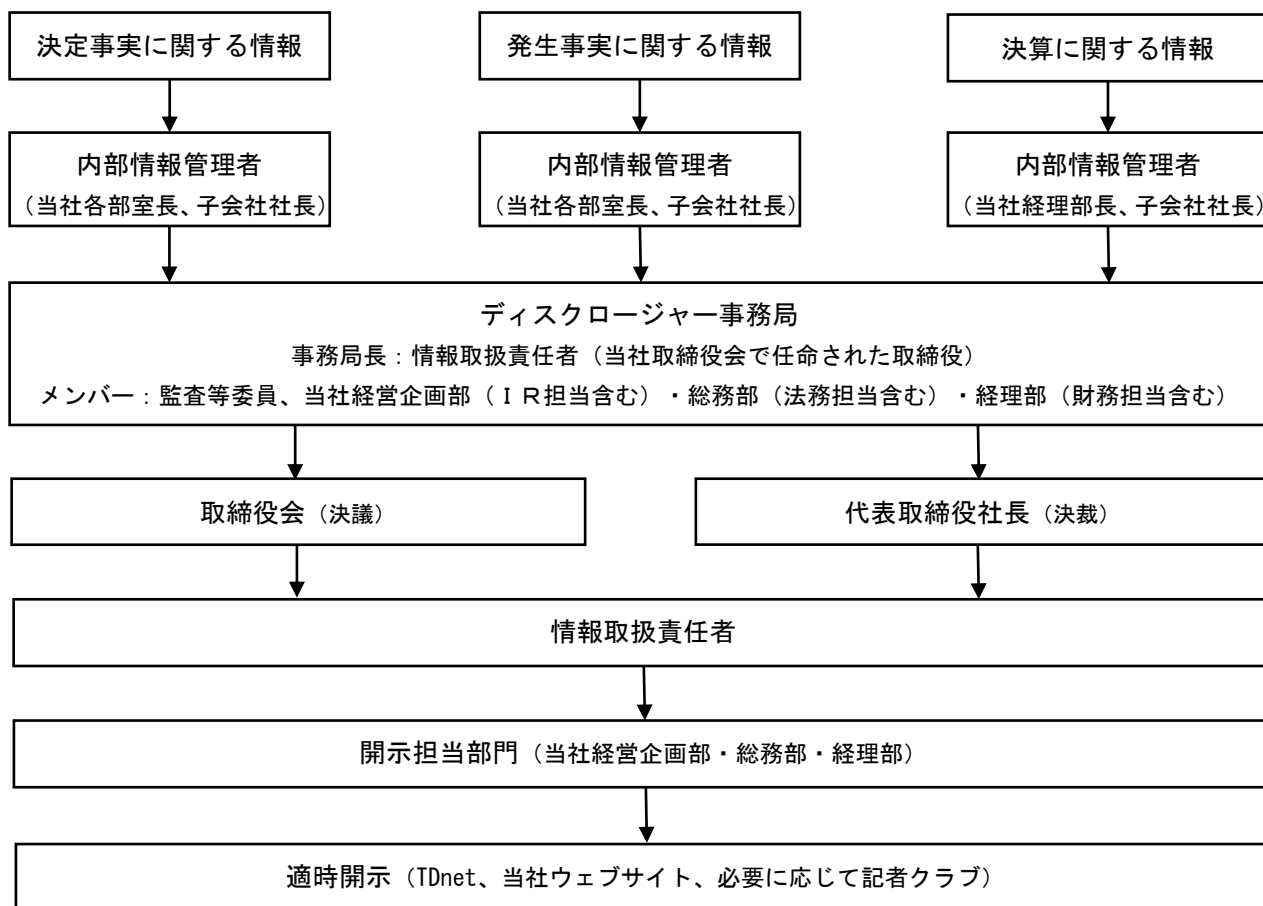 決定事実に関する情報
発生事実に関する情報
決算に関する情報
内部情報管理者
(当社各部室長、子会社社長)
内部情報管理者
(当社各部室長、子会社社長)
内部情報管理者
(当社経理部長、子会社社長)
ディスクロージャー事務局
事務局長：情報取扱責任者（当社取締役会で任命された取締役）
メンバー：監査等委員、当社経営企画部（ＩＲ担当含む）・総務部（法務担当含む）・経理部（財務担当含む）
取締役会（決議）
代表取締役社長（決裁）
情報取扱責任者
開示担当部門（当社経営企画部・総務部・経理部）
適時開示（TDnet、当社ウェブサイト、必要に応じて記者クラブ）